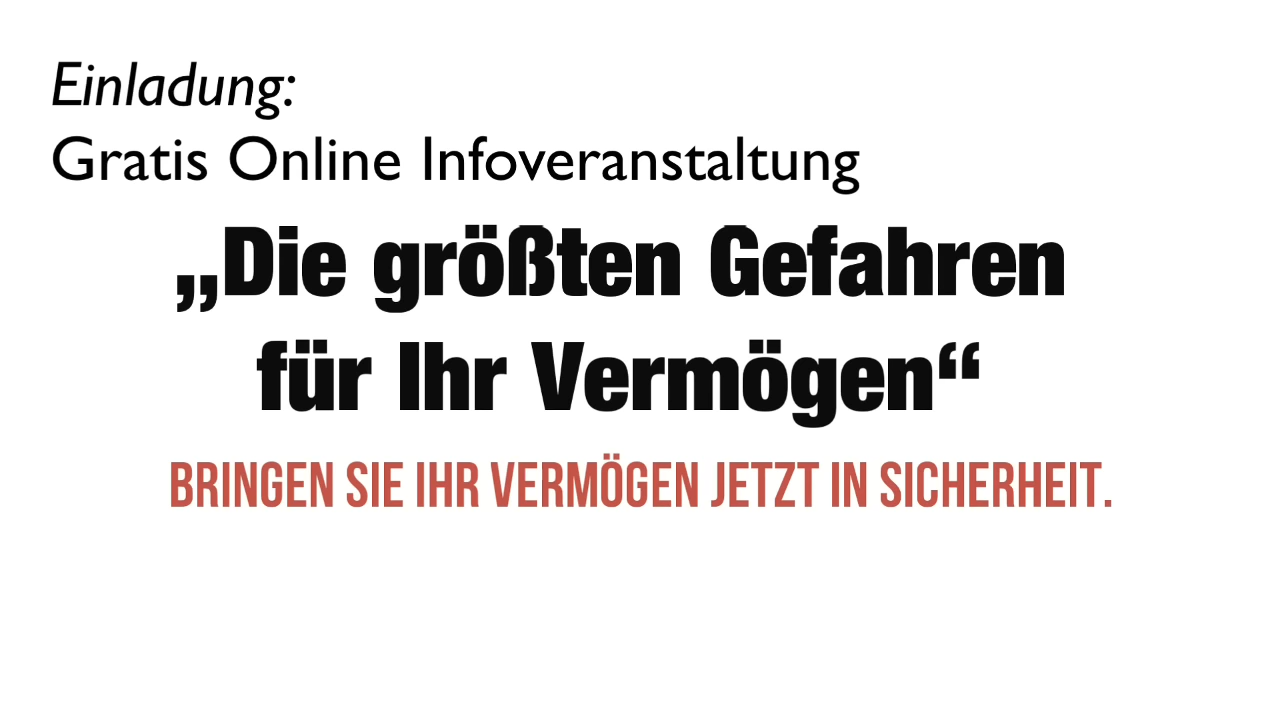 Einladung:
Gratis Online Infoveranstaltung
„Die größten Gefahren
für Ihr Vermögen“
BRINGEN SIE IHR VERMÖGEN JETZT IN SICHERHEIT.